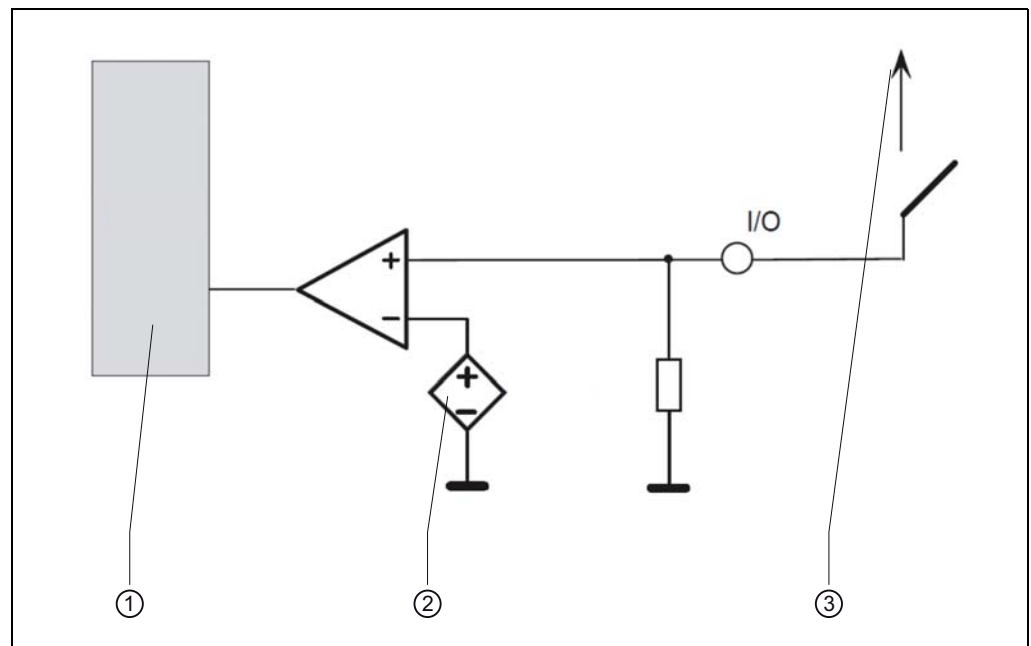 I/O
+
−
+
−
① ② ③